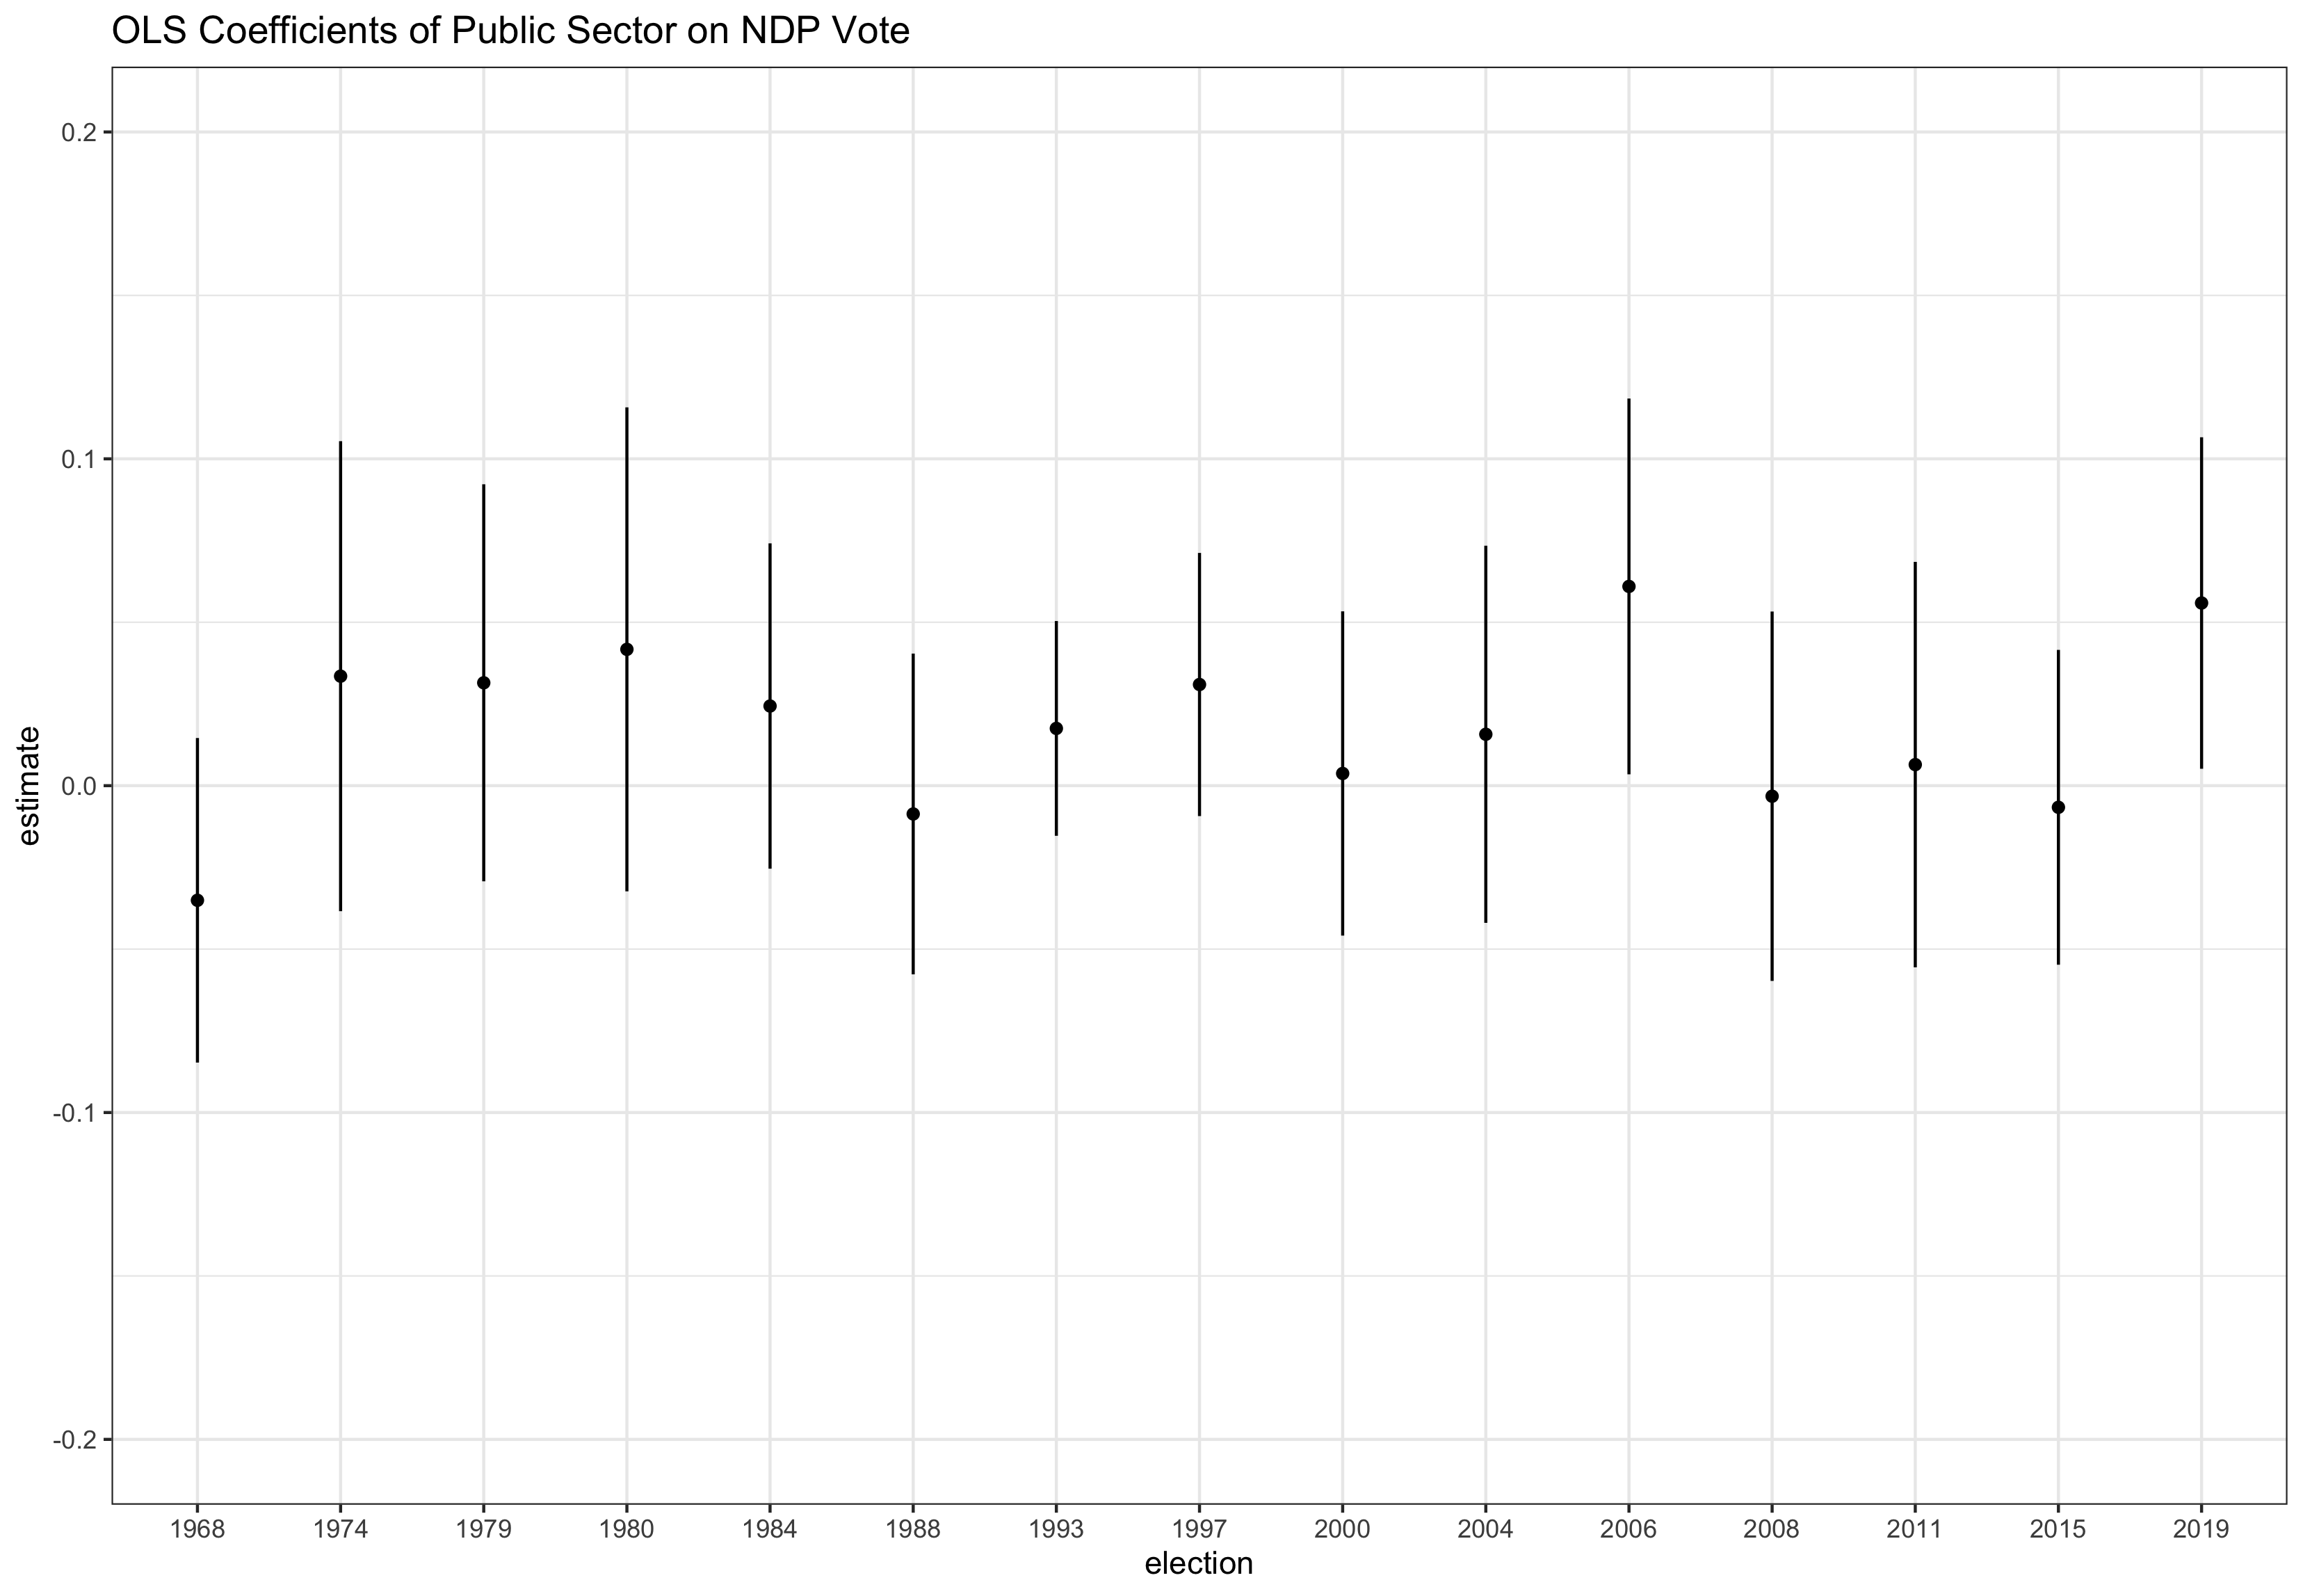 OLS Coefficients of Public Sector on NDP Vote
0.2
0.1
0.0
-0.1
-0.2
estimate
1968 1974 1979 1980 1984 1988 1993 1997 2000 2004 2006 2008 2011 2015 2019
election